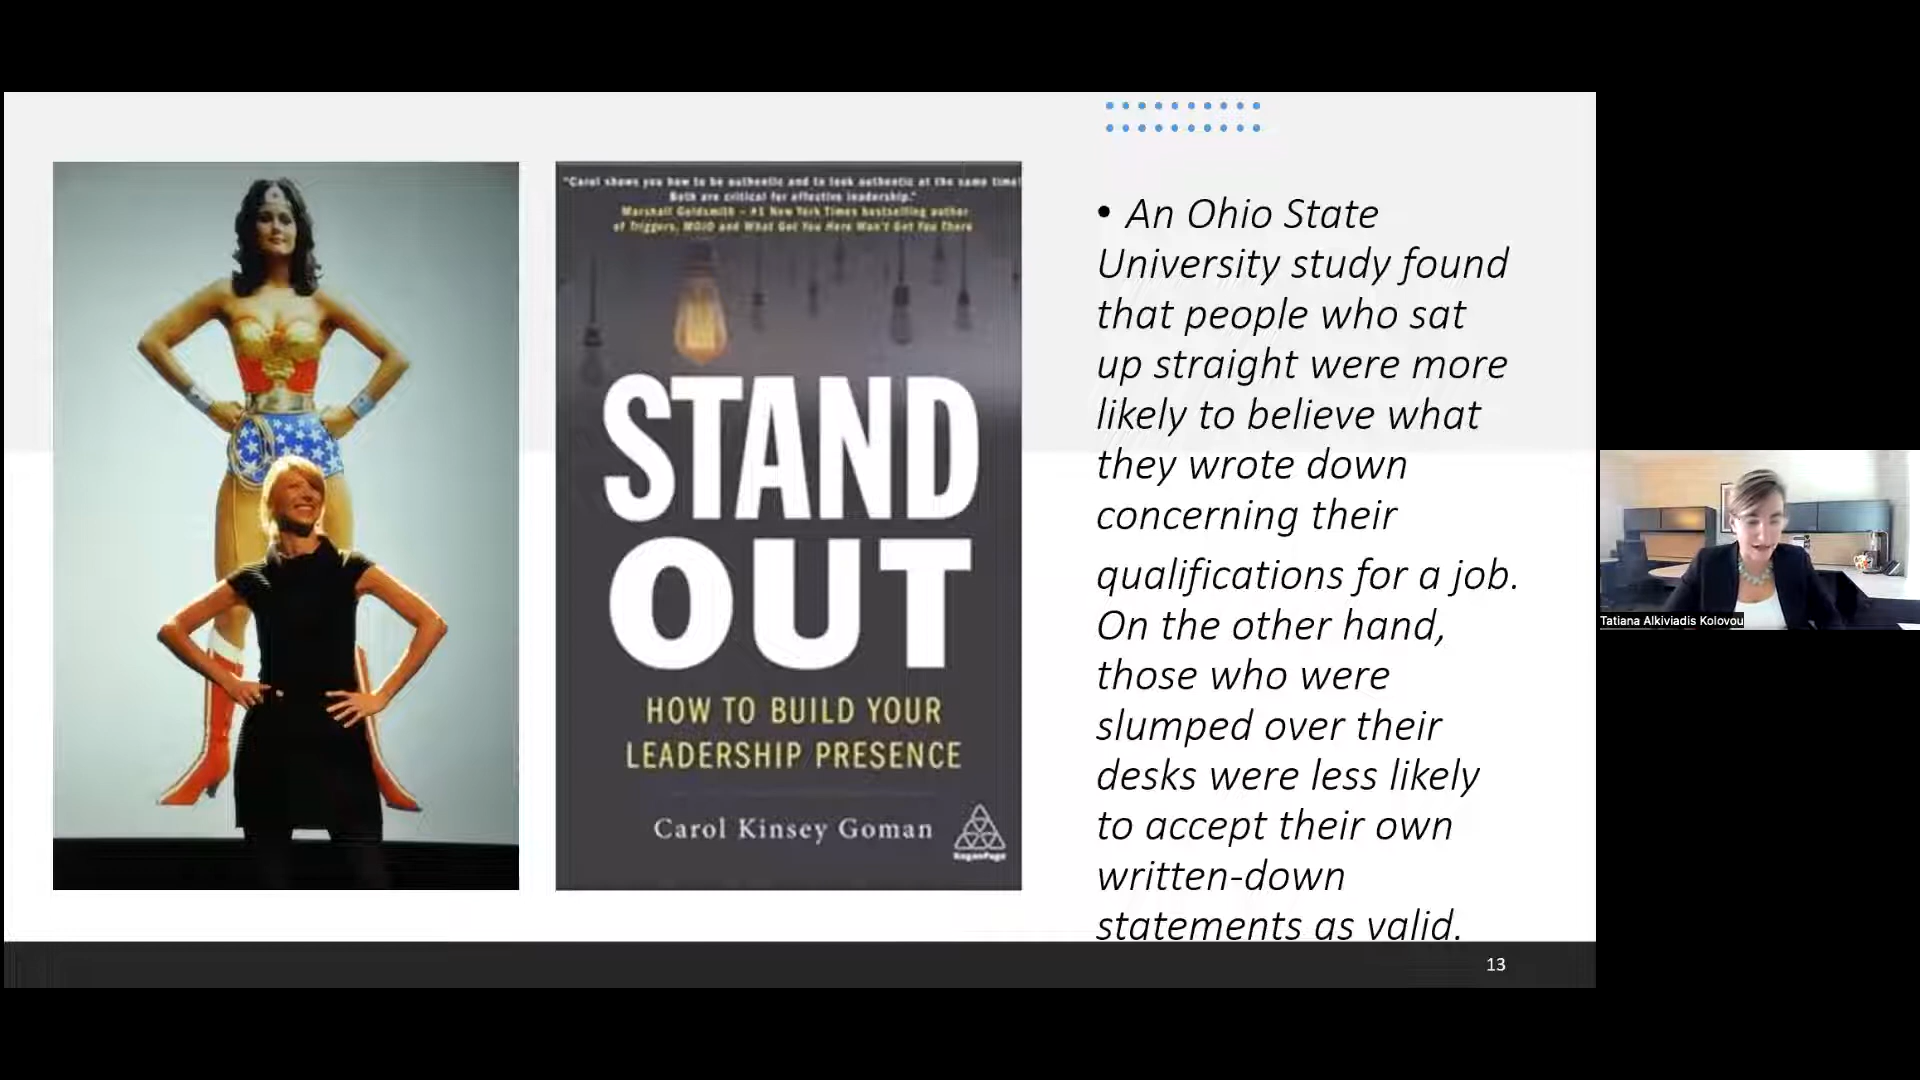 "Carol shows you how to be authentic and to look authentic at the same time!
Both are critical for effective leadership."
Marshall Goldsmith – #1 New York Times bestselling author
of Triggers, MOJO and What Got You Here Won't Get You There
STAND
OUT
HOW TO BUILD YOUR
LEADERSHIP PRESENCE
Carol Kinsey Goman
KoganPage
• An Ohio State
University study found
that people who sat
up straight were more
likely to believe what
they wrote down
concerning their
qualifications for a job.
On the other hand,
those who were
slumped over their
desks were less likely
to accept their own
written-down
statements as valid.
13
Tatiana Alkiviadis Kolovou